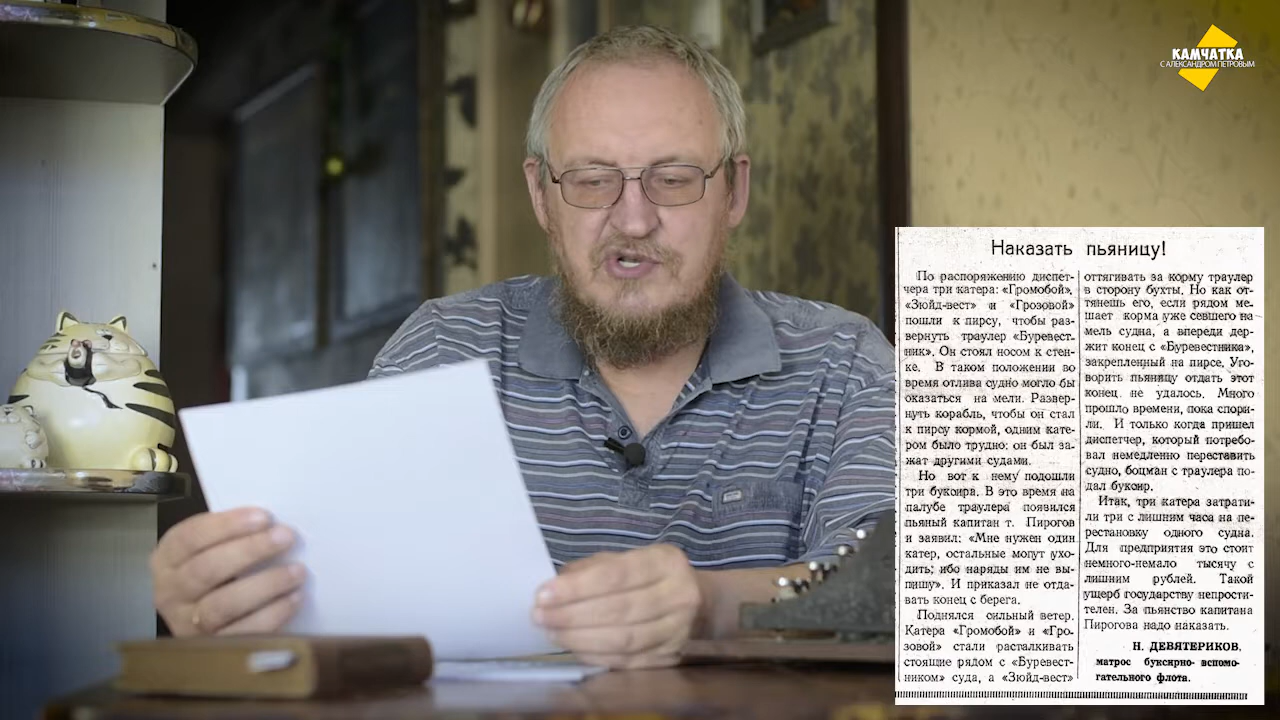 КАМЧАТКА
С АЛЕКСАНДРОМ ПЕТРОВЫМ
Наказать пьяницу!
По распоряжению диспет-
чера три катера: «Громобой»,
«Зюйд-вест» и «Грозовой»
пошли к пирсу, чтобы раз-
вернуть траулер «Буревест-
ник». Он стоял носом к стен-
ке. В таком положении во
время отлива судно могло бы
оказаться на мели. Развер-
нуть корабль, чтобы он стал
к пирсу кормой, одним кате-
ром было трудно: он был за-
жат другими судами.
Но вот к нему подошли
три буксира. В это время на
палубе траулера появился
пьяный капитан т. Пирогов
и заявил: «Мне нужен один
катер, остальные могут ухо-
дить; ибо наряды им не вы-
пишу». И приказал не отда-
вать конец с берега.
Поднялся сильный ветер.
Катера «Громобой» и «Гро-
зовой» стали расталкивать
стоящие рядом с «Буревест-
ником» суда, а «Зюйд-вест»
оттягивать за корму траулер
в сторону бухты. Но как от-
тянешь его, если рядом ме-
шает корма уже севшего на
мель судна, а впереди дер-
жит конец с «Буревестника»,
закрепленный на пирсе. Уго-
ворить пьяницу отдать этот
конец не удалось. Много
прошло времени, пока спори-
ли. И только когда пришел
диспетчер, который потребо-
вал немедленно переставить
судно, боцман с траулера по-
дал буксир.
Итак, три катера затрати-
ли три с лишним часа на пе-
рестановку одного судна.
Для предприятия это стоит
немного-немало тысячу с
лишним рублей. Такой
ущерб государству непрости-
телен. За пьянство капитана
Пирогова надо наказать.
Н. ДЕВЯТЕРИКОВ,
матрос буксирно-вспомо-
гательного флота.